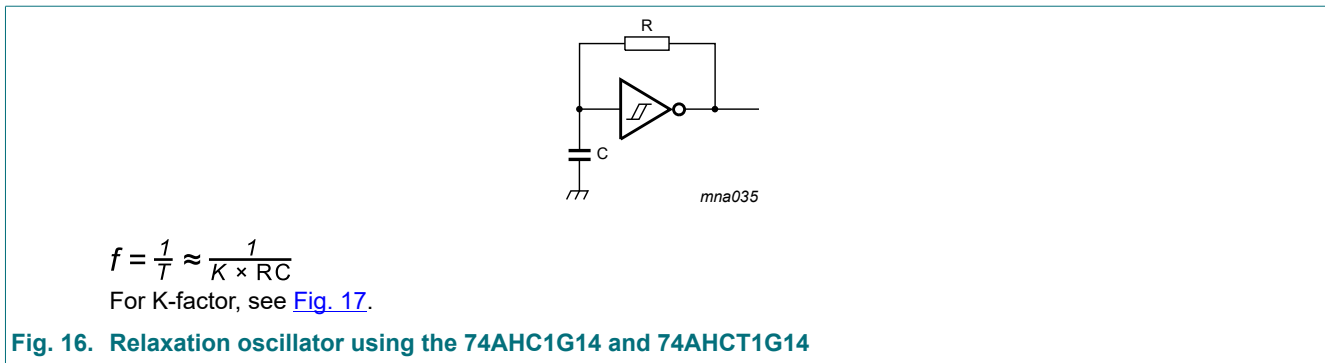 R
C
mna035
f = 1/T ≈ 1/(K × RC)
For K-factor, see Fig. 17.
Fig. 16. Relaxation oscillator using the 74AHC1G14 and 74AHCT1G14